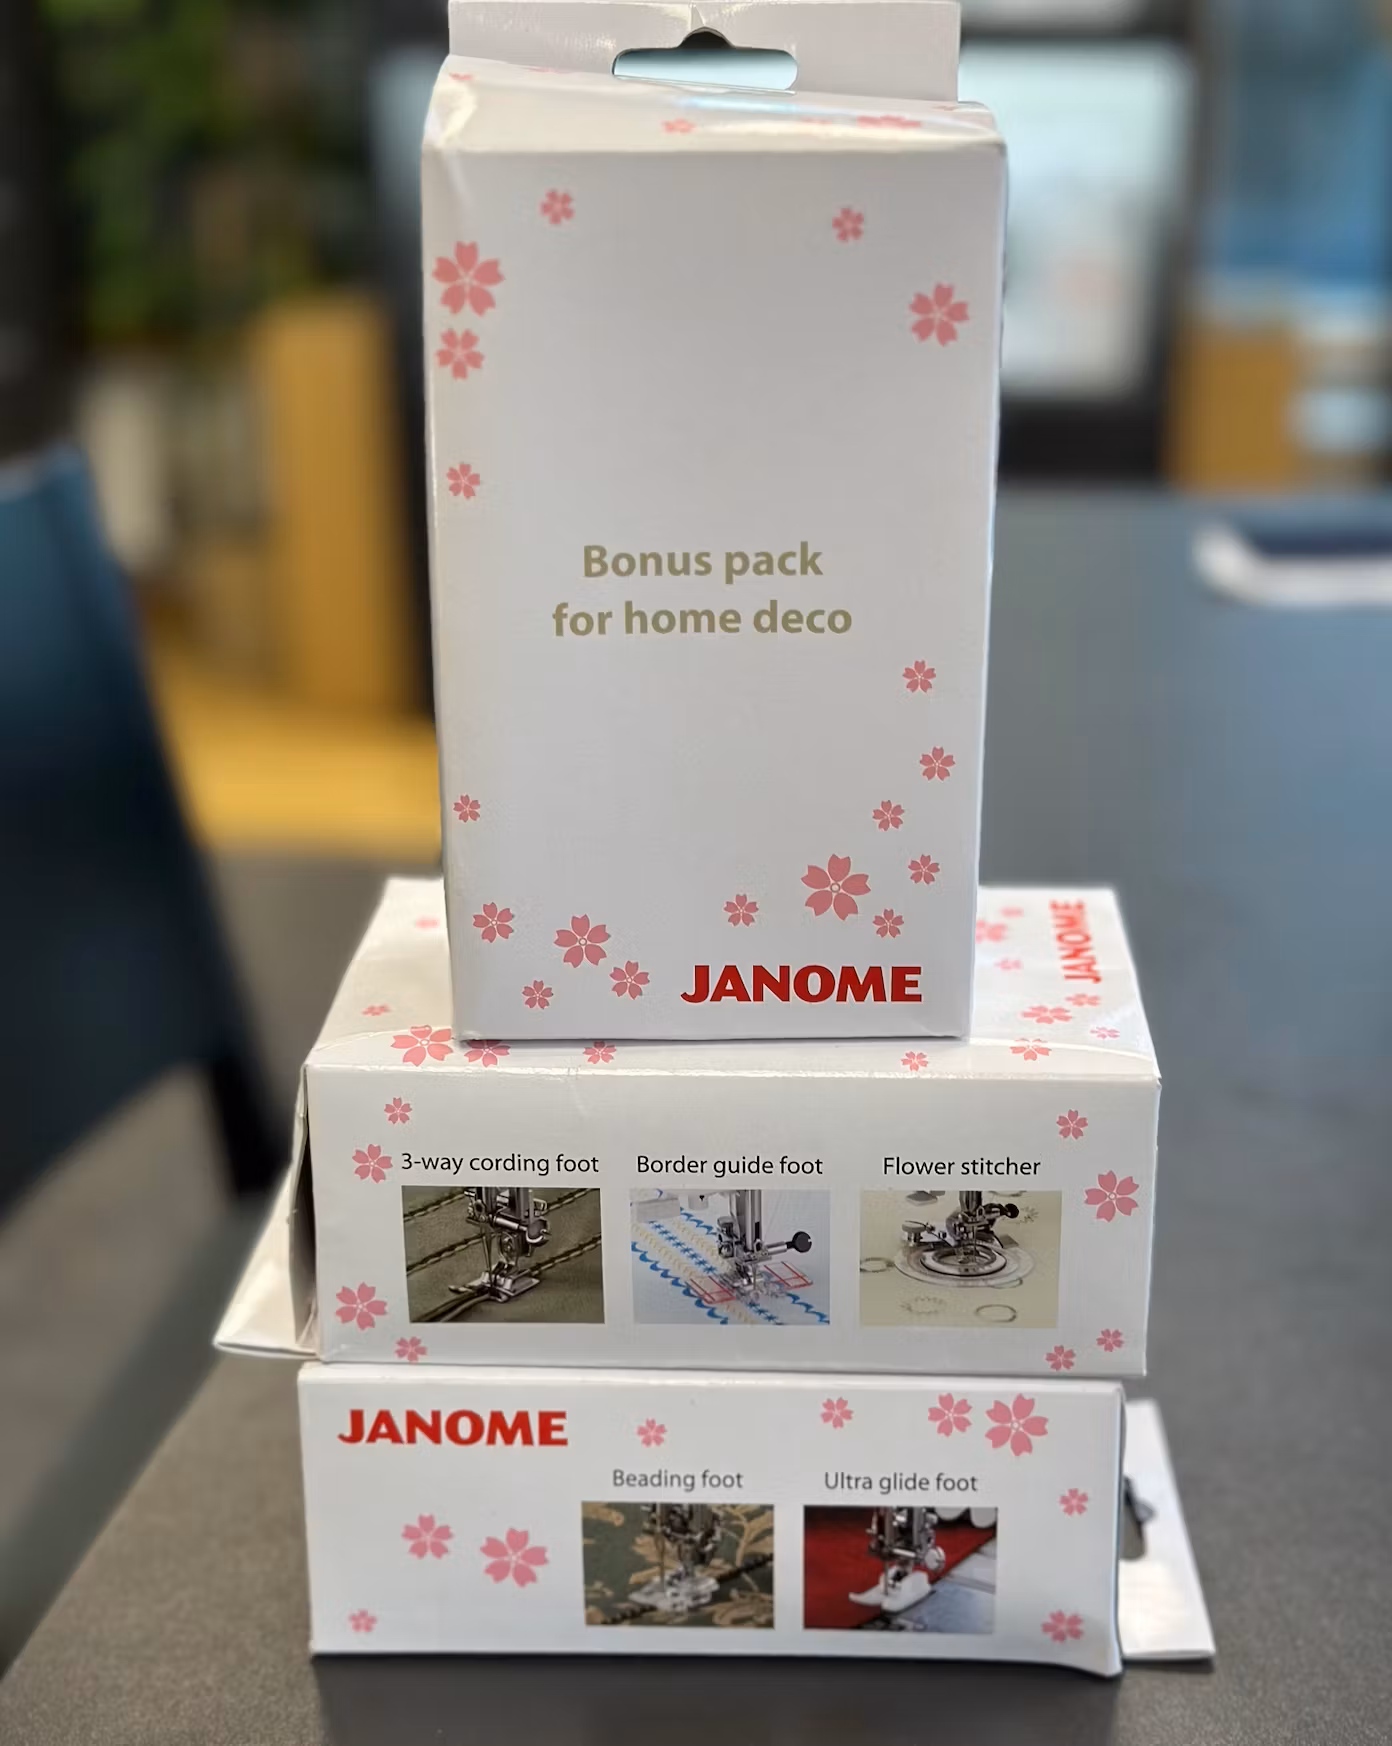 Bonus pack
for home deco
JANOME
JANOME
3-way cording foot
Border guide foot
Flower stitcher
JANOME
Beading foot
Ultra glide foot